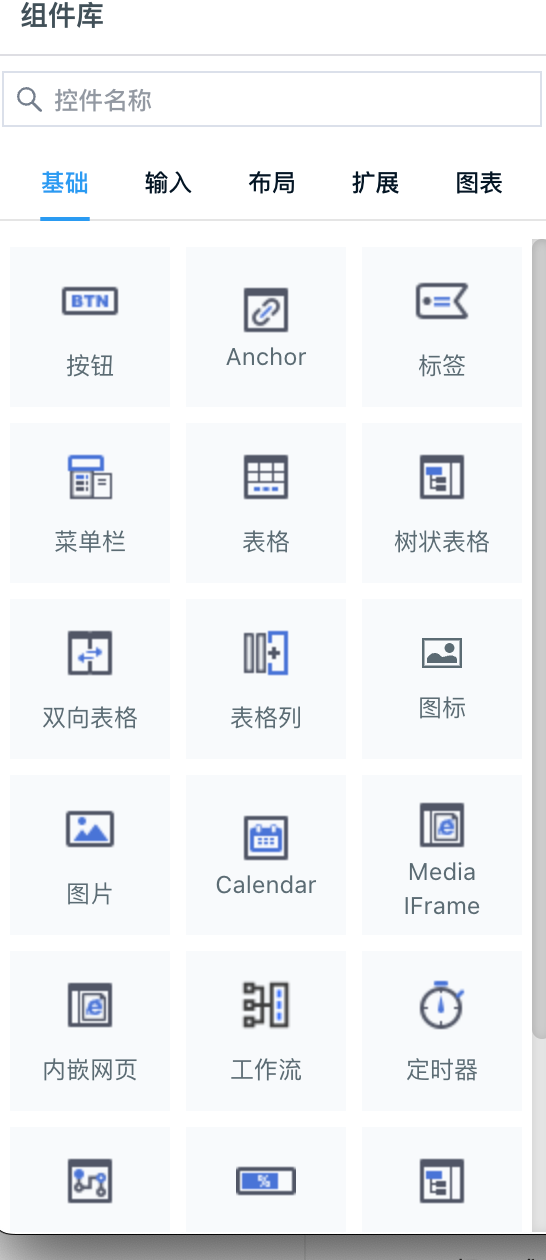 组件库
控件名称
基础 输入 布局 扩展 图表
BTN
按钮 Anchor 标签
菜单栏 表格 树状表格
双向表格 表格列 图标
图片 Calendar Media
IFrame
内嵌网页 工作流 定时器
%